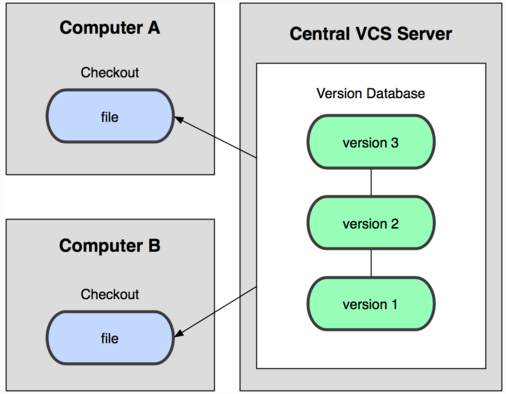 Computer A
Checkout
file
Computer B
Checkout
file
Central VCS Server
Version Database
version 3
version 2
version 1